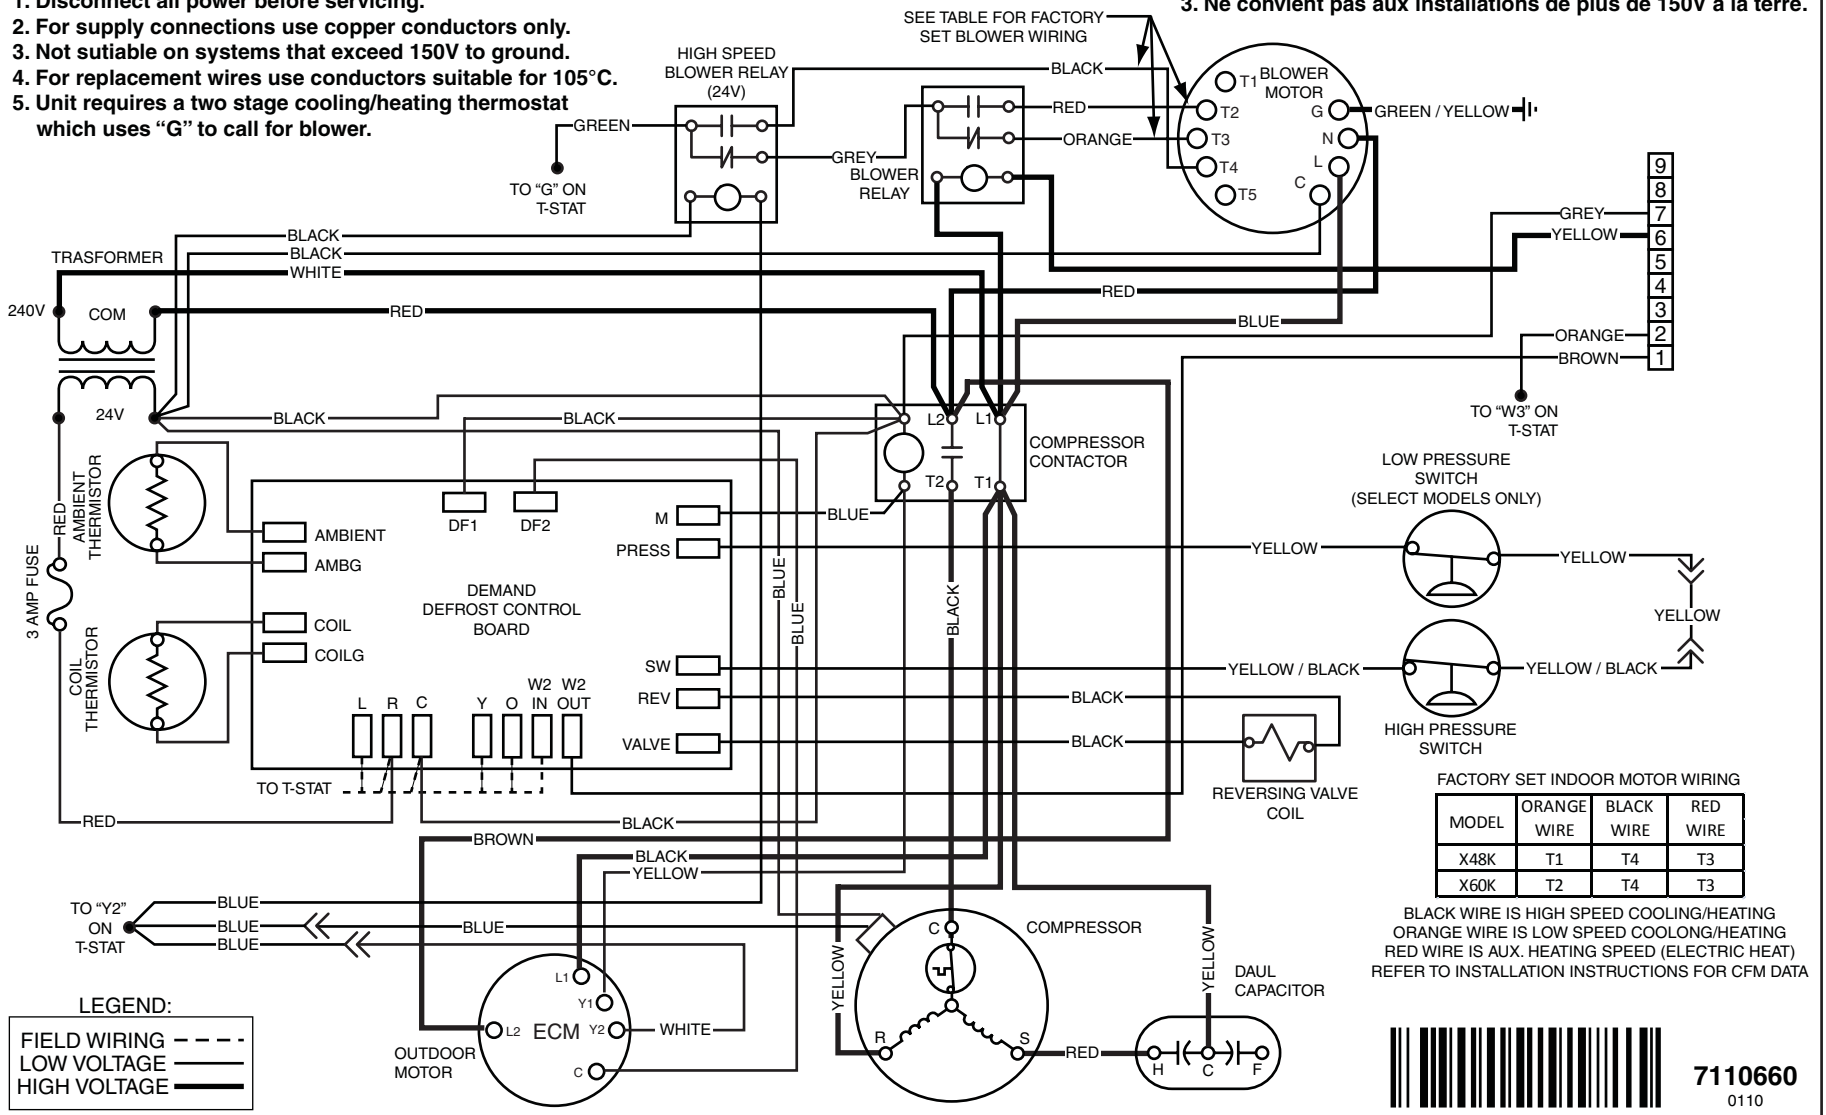 1. Disconnect all power before servicing.
2. For supply connections use copper conductors only.
3. Not sutiable on systems that exceed 150V to ground.
4. For replacement wires use conductors suitable for 105°C.
5. Unit requires a two stage cooling/heating thermostat
which uses “G” to call for blower.
3. Ne convient pas aux installations de plus de 150V a la terre.
SEE TABLE FOR FACTORY
SET BLOWER WIRING
HIGH SPEED
BLOWER RELAY
(24V)
BLACK
RED
ORANGE
GREEN
GREY
BLOWER
RELAY
TO “G” ON
T-STAT
T1
BLOWER
MOTOR
T2
T3
T4
T5
G
N
L
C
GREEN / YELLOW
9
8
7
6
5
4
3
2
1
GREY
YELLOW
ORANGE
BROWN
TO “W3” ON
T-STAT
BLACK
BLACK
WHITE
TRASFORMER
240V
COM
RED
RED
BLUE
24V
BLACK
BLACK
L2
L1
T2
T1
COMPRESSOR
CONTACTOR
RED
AMBIENT
THERMISTOR
3 AMP FUSE
COIL
THERMISTOR
AMBIENT
AMBG
COIL
COILG
DF1
DF2
DEMAND
DEFROST CONTROL
BOARD
M
PRESS
SW
REV
VALVE
L
R
C
Y
O
W2
IN
W2
OUT
TO T-STAT
BLUE
BLUE
BLUE
BLACK
LOW PRESSURE
SWITCH
(SELECT MODELS ONLY)
YELLOW
YELLOW
YELLOW
YELLOW / BLACK
YELLOW / BLACK
HIGH PRESSURE
SWITCH
BLACK
BLACK
REVERSING VALVE
COIL
RED
BLACK
BROWN
BLACK
YELLOW
TO “Y2”
ON
T-STAT
BLUE
BLUE
BLUE
BLUE
L1
Y1
L2
ECM
Y2
C
WHITE
OUTDOOR
MOTOR
COMPRESSOR
C
R
S
YELLOW
YELLOW
RED
DAUL
CAPACITOR
H
C
F
FACTORY SET INDOOR MOTOR WIRING
MODEL ORANGE WIRE BLACK WIRE RED WIRE
X48K T1 T4 T3
X60K T2 T4 T3
BLACK WIRE IS HIGH SPEED COOLING/HEATING
ORANGE WIRE IS LOW SPEED COOLONG/HEATING
RED WIRE IS AUX. HEATING SPEED (ELECTRIC HEAT)
REFER TO INSTALLATION INSTRUCTIONS FOR CFM DATA
LEGEND:
FIELD WIRING
LOW VOLTAGE
HIGH VOLTAGE
7110660
0110